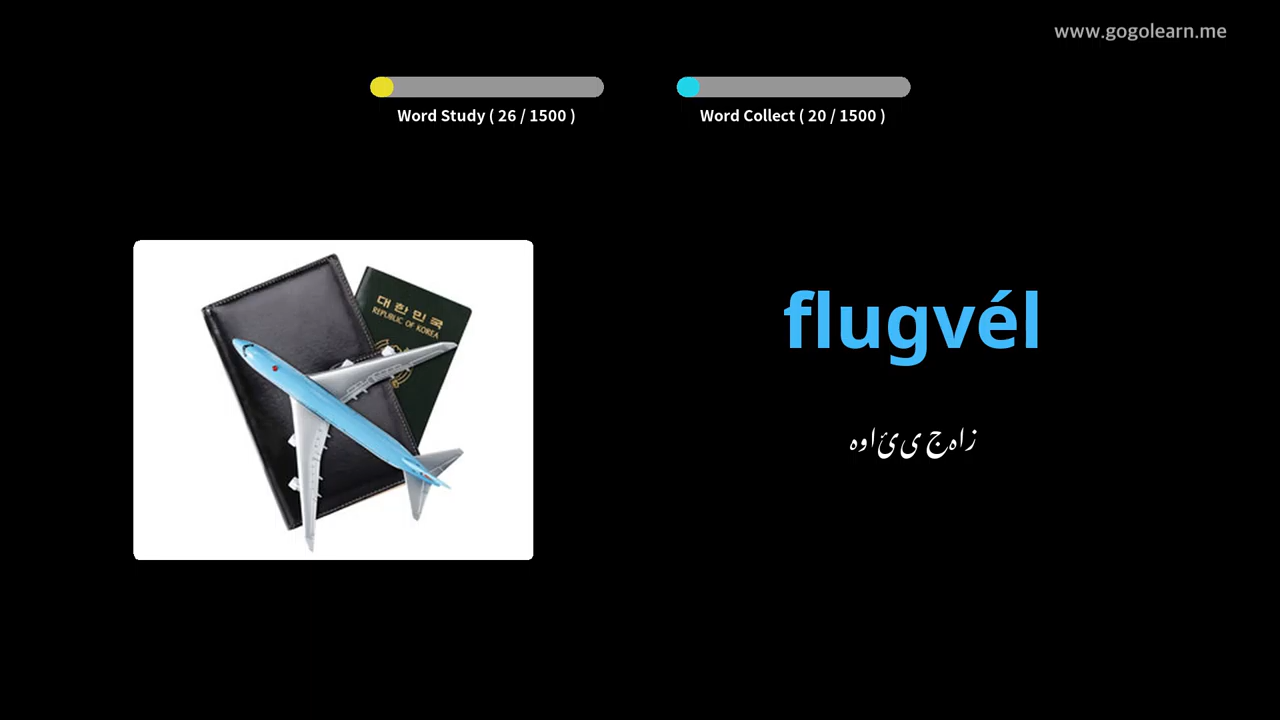 www.gogolearn.me
Word Study ( 26 / 1500 )
Word Collect ( 20 / 1500 )
대한민국
REPUBLIC OF KOREA
flugvél
ہوائی جہاز